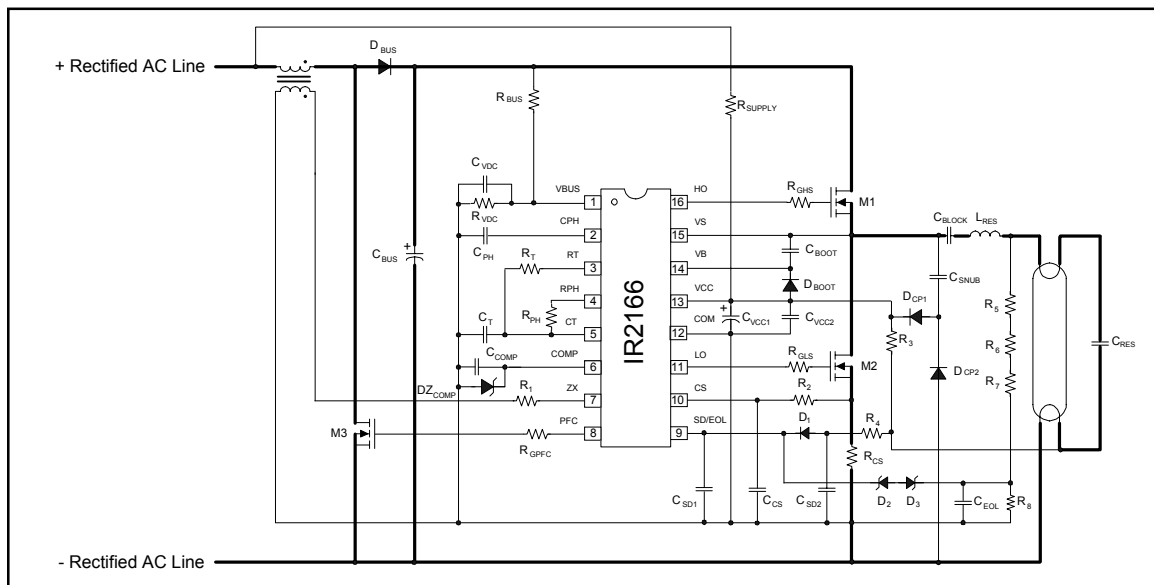 D BUS
+ Rectified AC Line
R BUS
R SUPPLY
C VDC
R VDC
VBUS
1
16
HO
R GHS
M1
CPH
2
15
VS
C PH
C BUS
+
C BLOCK
L RES
R T
RT
3
14
VB
C BOOT
C SNUB
RPH
4
13
VCC
D BOOT
R PH
C T
CT
5
12
COM
+
C VCC1
C VCC2
D CP1
R 3
R 5
R 6
R 7
C RES
IR2166
C COMP
COMP
6
11
LO
R GLS
M2
D CP2
DZ COMP
R 1
ZX
7
10
CS
R 2
M3
PFC
8
9
SD/EOL
D 1
R 4
R GPFC
R CS
C SD1
C CS
C SD2
D 2
D 3
C EOL
R 8
- Rectified AC Line